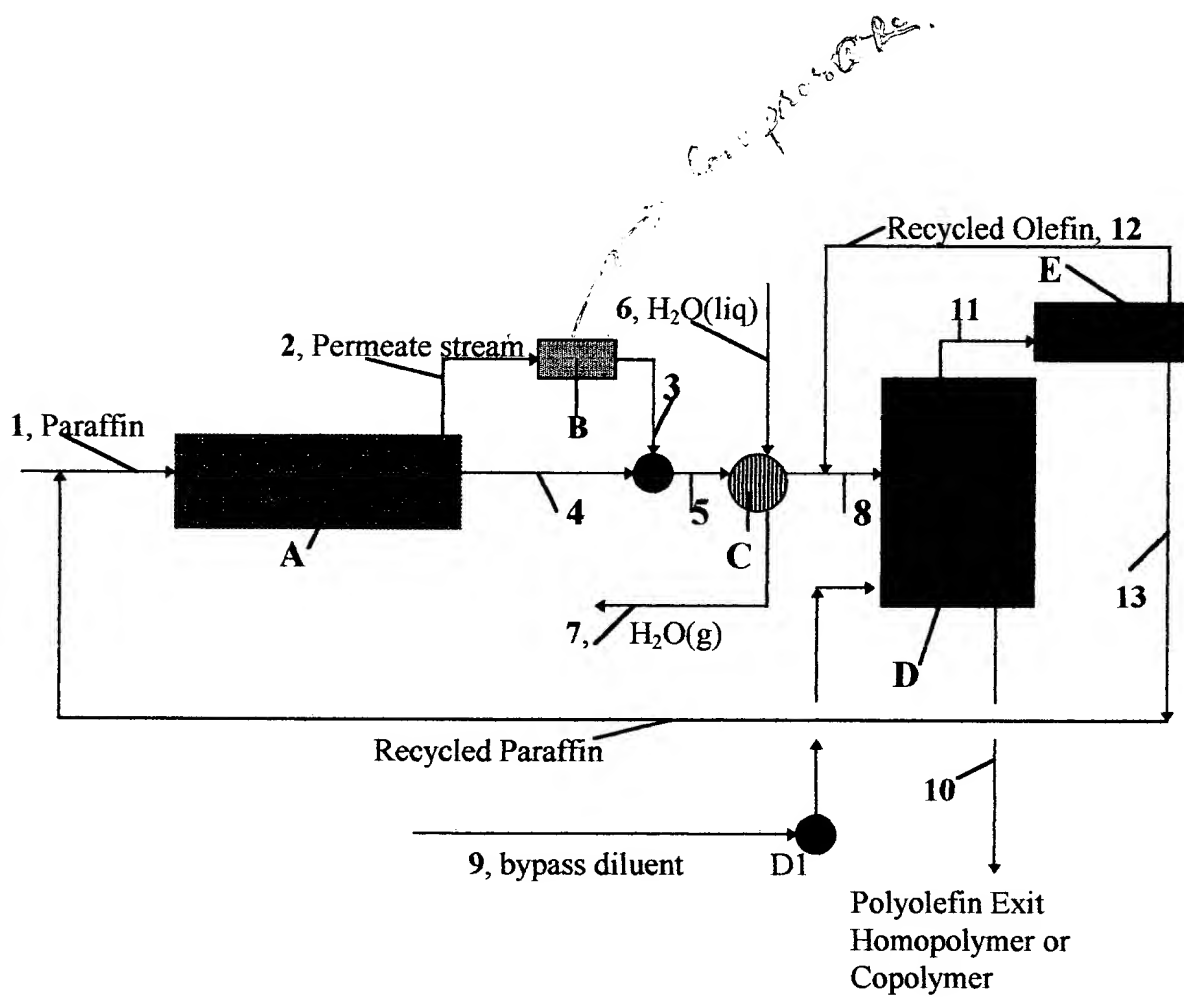 Recycled Olefin, 12
E
6, H₂O(liq)
11
2, Permeate stream
3
B
1, Paraffin
4
5
8
A
C
7, H₂O(g)
13
D
Recycled Paraffin
10
9, bypass diluent
D1
Polyolefin Exit
Homopolymer or
Copolymer